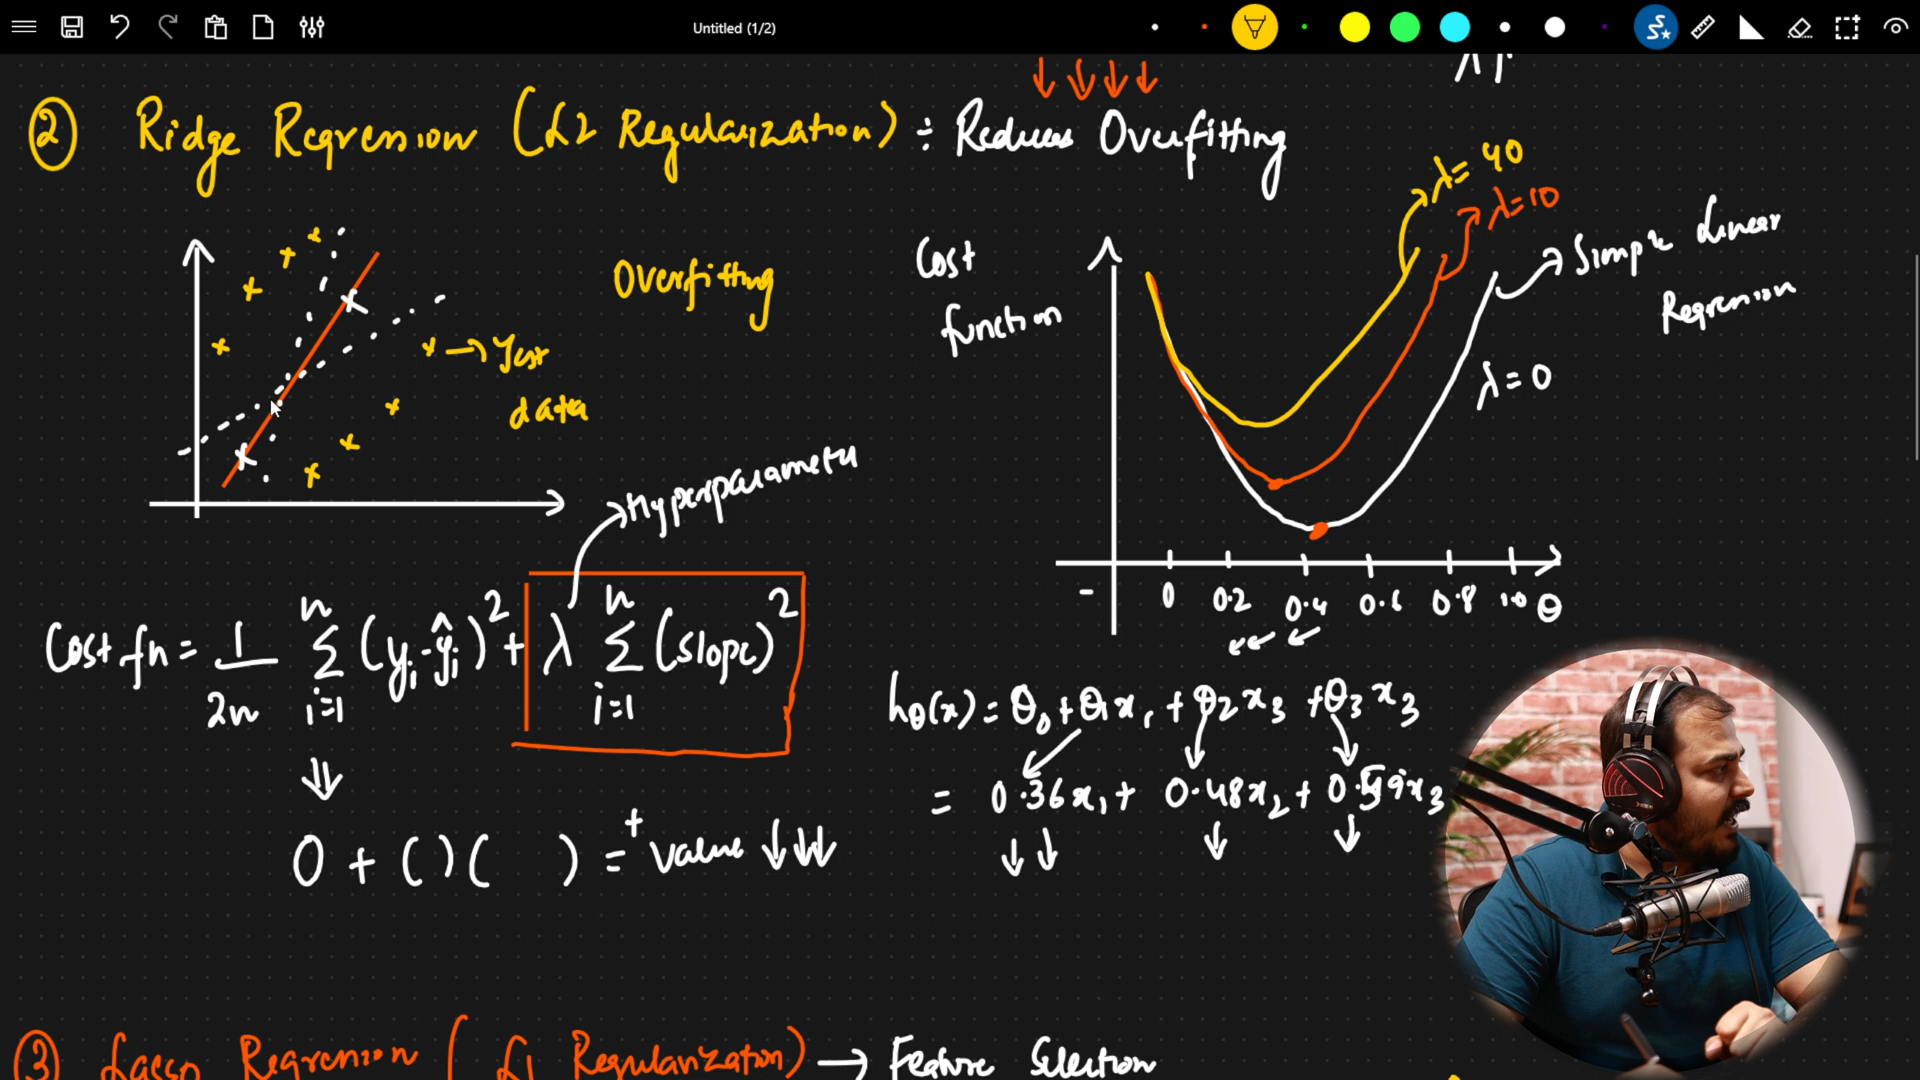 Untitled (1/2)
② Ridge Regression (L2 Regularization) ÷ Reduces Overfitting
λ = 40
λ = 10
Simple Linear
Regression
λ = 0
Cost
function
Overfitting
→ Test
data
Hyperparameter
0 0.2 0.4 0.6 0.8 1.0 θ
Cost fn = 1/2n n Σ i=1 (yi - ŷi)² + λ n Σ i=1 (slope)²
0 + ( ) ( ) = + value ↓↓↓
hθ(x) = θ0 + θ1x1 + θ2x3 + θ3x3
= 0.36x1 + 0.48x2 + x3
③ Lasso Regression ( L1 Regularization) → Feature Selection